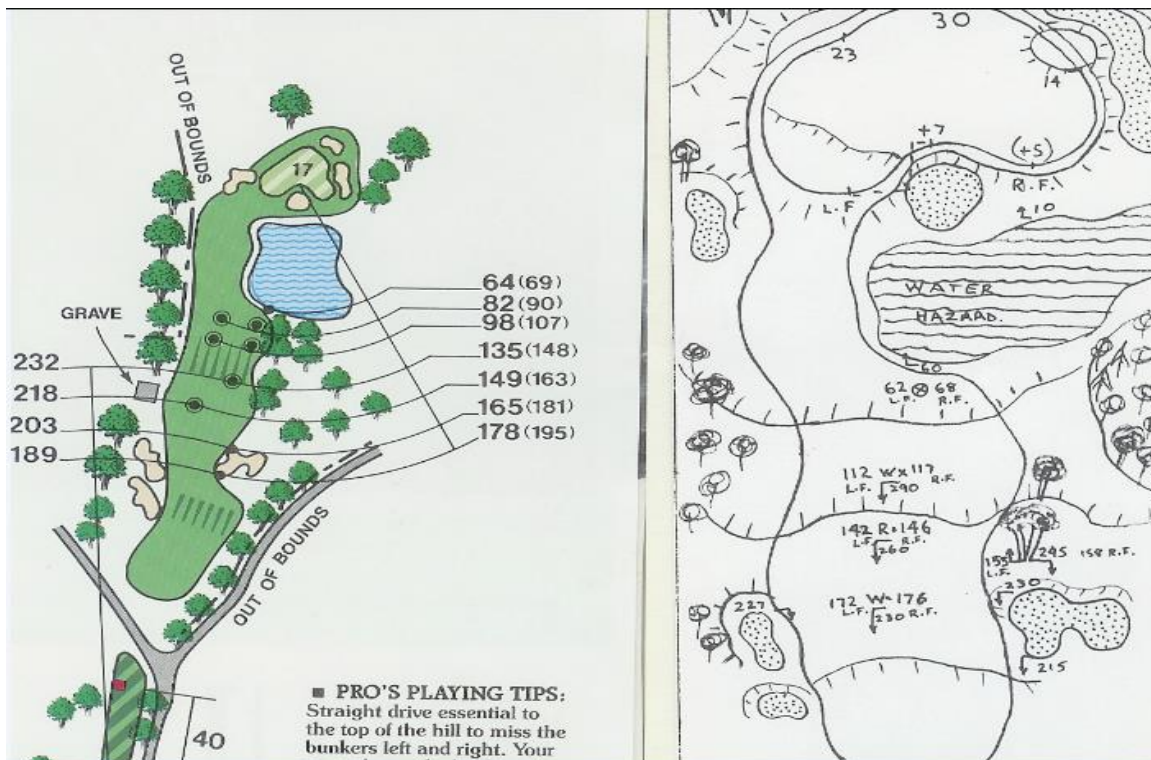 OUT OF BOUNDS
17
GRAVE
64(69)
82(90)
98(107)
135(148)
149(163)
165(181)
178(195)
232
218
203
189
OUT OF BOUNDS
40
■ PRO'S PLAYING TIPS:
Straight drive essential to
the top of the hill to miss the
bunkers left and right. Your
30
23
14
+7
(+5)
L.F
R.F.
210
WATER
HAZARD.
60
62 ⊗ 68
L.F. R.F.
112 W x 117
L.F. 290 R.F.
142 R 146
L.F. R.F.
260
155 245 158 R.F.
L.F.
230
172 W 176
L.F. 230 R.F.
227
215